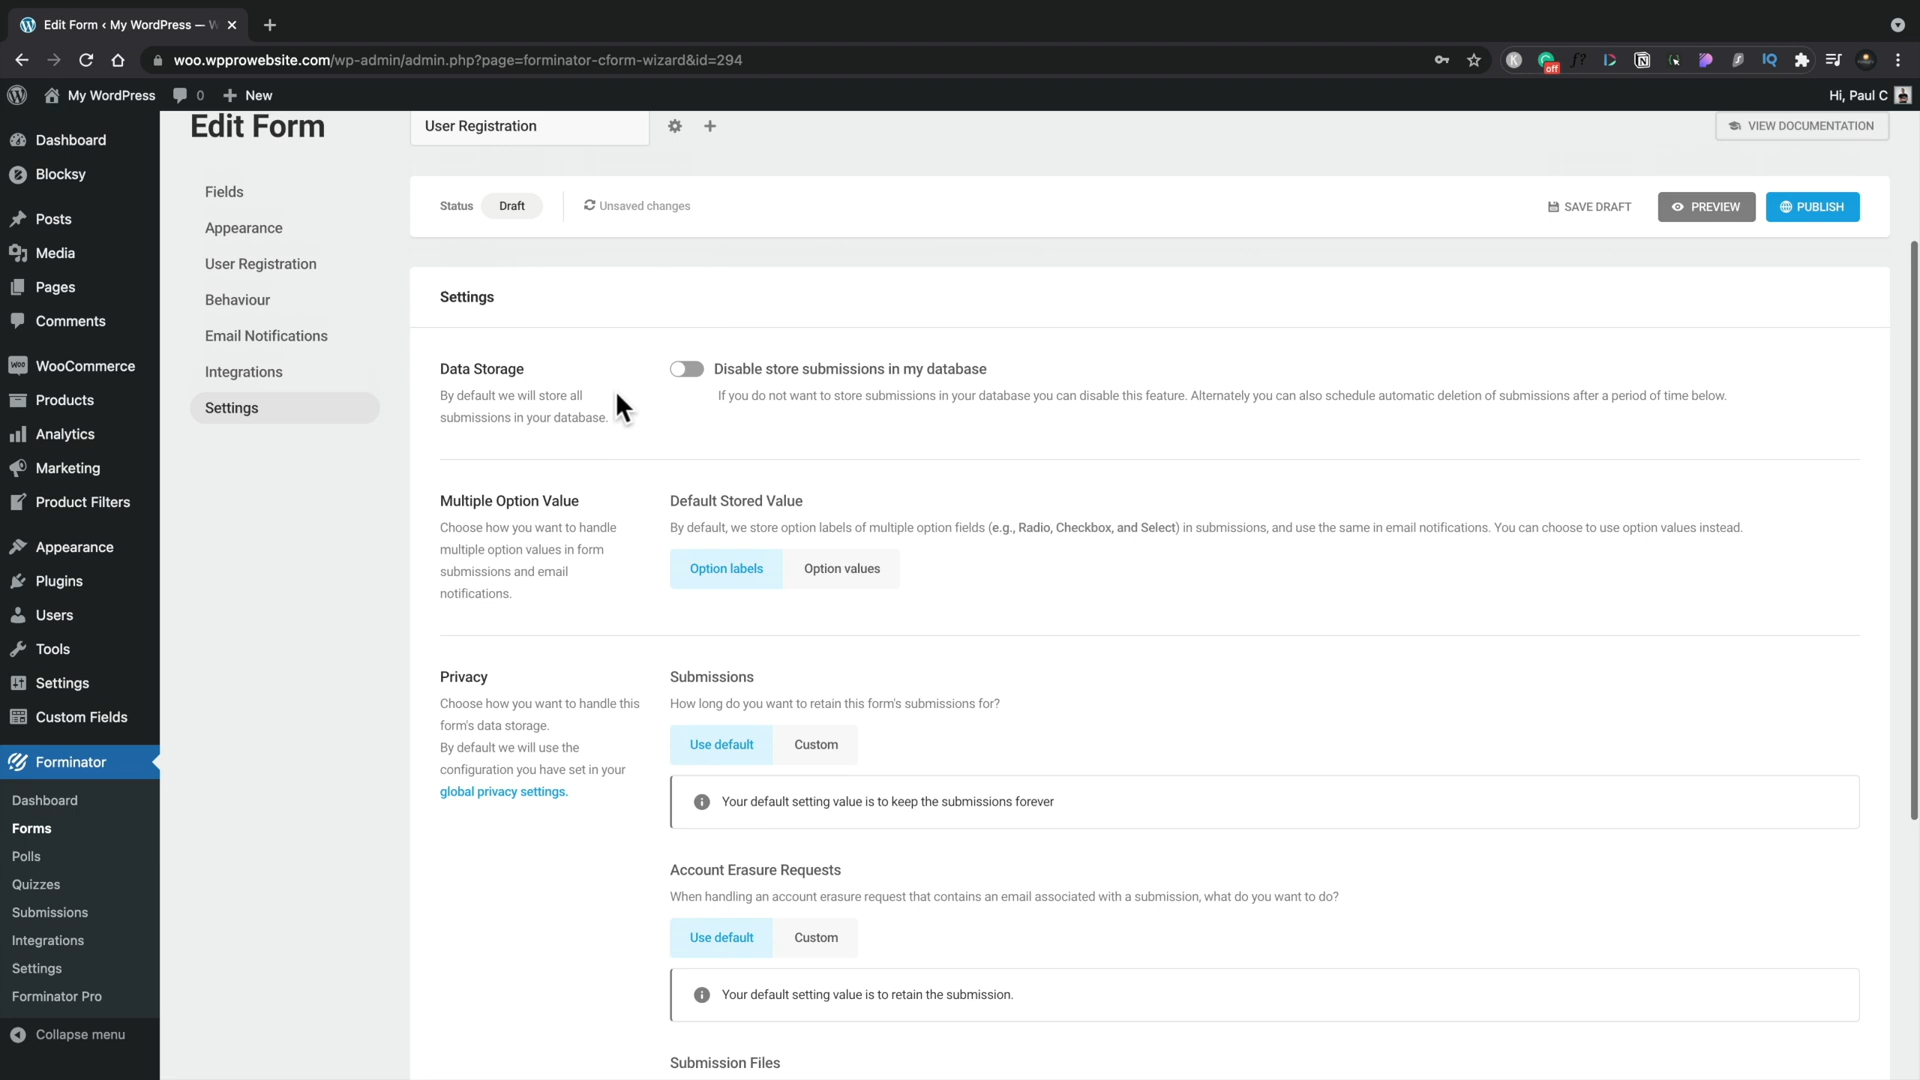 Edit Form ‹ My WordPress —
woo.wpprowebsite.com/wp-admin/admin.php?page=forminator-cform-wizard&id=294
off
f?
IQ
My WordPress
0
New
Hi, Paul C
Dashboard
Blocksy
Posts
Media
Pages
Comments
WooCommerce
Products
Analytics
Marketing
Product Filters
Appearance
Plugins
Users
Tools
Settings
Custom Fields
Forminator
Dashboard
Forms
Polls
Quizzes
Submissions
Integrations
Settings
Forminator Pro
Collapse menu
Edit Form
User Registration
VIEW DOCUMENTATION
Fields
Appearance
User Registration
Behaviour
Email Notifications
Integrations
Settings
Status Draft Unsaved changes
SAVE DRAFT PREVIEW PUBLISH
Settings
Data Storage
By default we will store all
submissions in your database.
Disable store submissions in my database
If you do not want to store submissions in your database you can disable this feature. Alternately you can also schedule automatic deletion of submissions after a period of time below.
Multiple Option Value
Choose how you want to handle
multiple option values in form
submissions and email
notifications.
Default Stored Value
By default, we store option labels of multiple option fields (e.g., Radio, Checkbox, and Select) in submissions, and use the same in email notifications. You can choose to use option values instead.
Option labels Option values
Privacy
Choose how you want to handle this
form's data storage.
By default we will use the
configuration you have set in your
global privacy settings.
Submissions
How long do you want to retain this form's submissions for?
Use default Custom
Your default setting value is to keep the submissions forever
Account Erasure Requests
When handling an account erasure request that contains an email associated with a submission, what do you want to do?
Use default Custom
Your default setting value is to retain the submission.
Submission Files